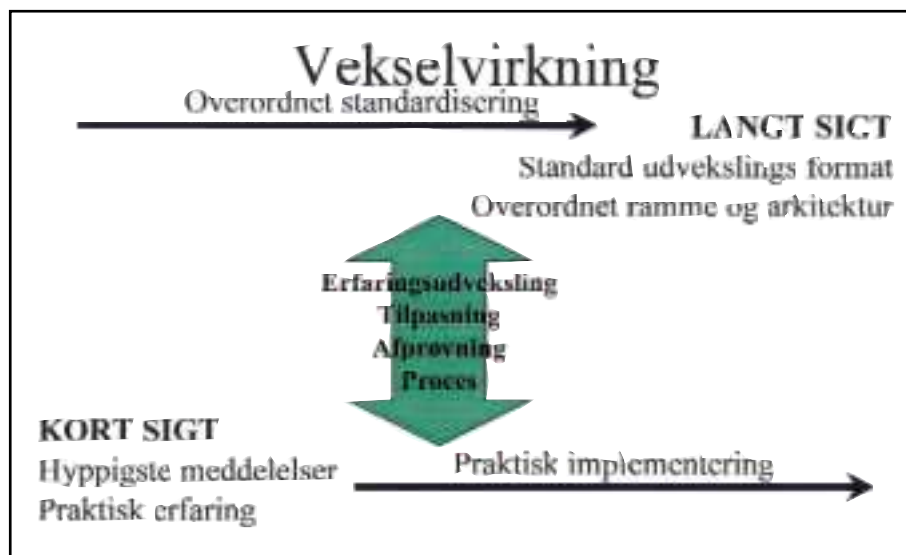 Vekselvirkning
Overordnet standardisering
LANGT SIGT
Standard udvekslings format
Overordnet ramme og arkitektur
Erfaringsudveksling
Tilpasning
Afprøvning
Proces
KORT SIGT
Hyppigste meddelelser
Praktisk erfaring
Praktisk implementering